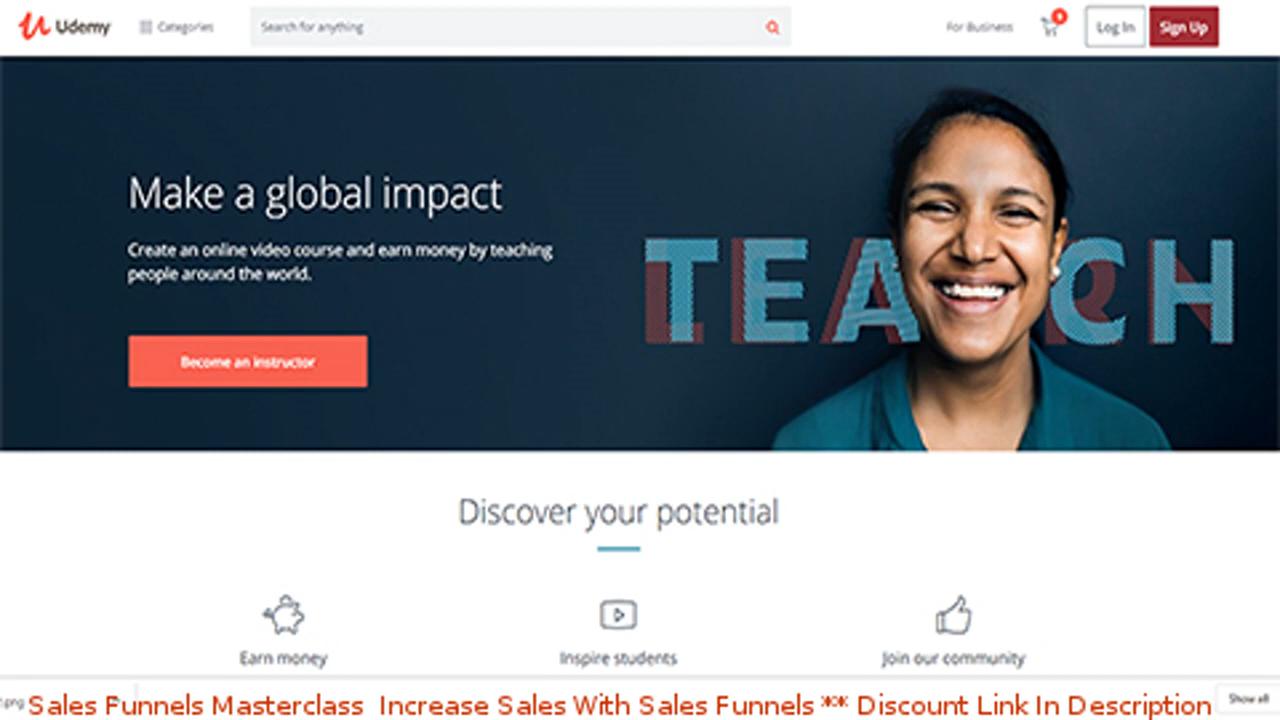 Udemy
Categories
Search for anything
For Business
Log In
Sign Up
Make a global impact
Create an online video course and earn money by teaching
people around the world.
TEACH
Become an instructor
Discover your potential
Earn money
Inspire students
Join our community
.png
Sales Funnels Masterclass Increase Sales With Sales Funnels ** Discount Link In Description
Show all